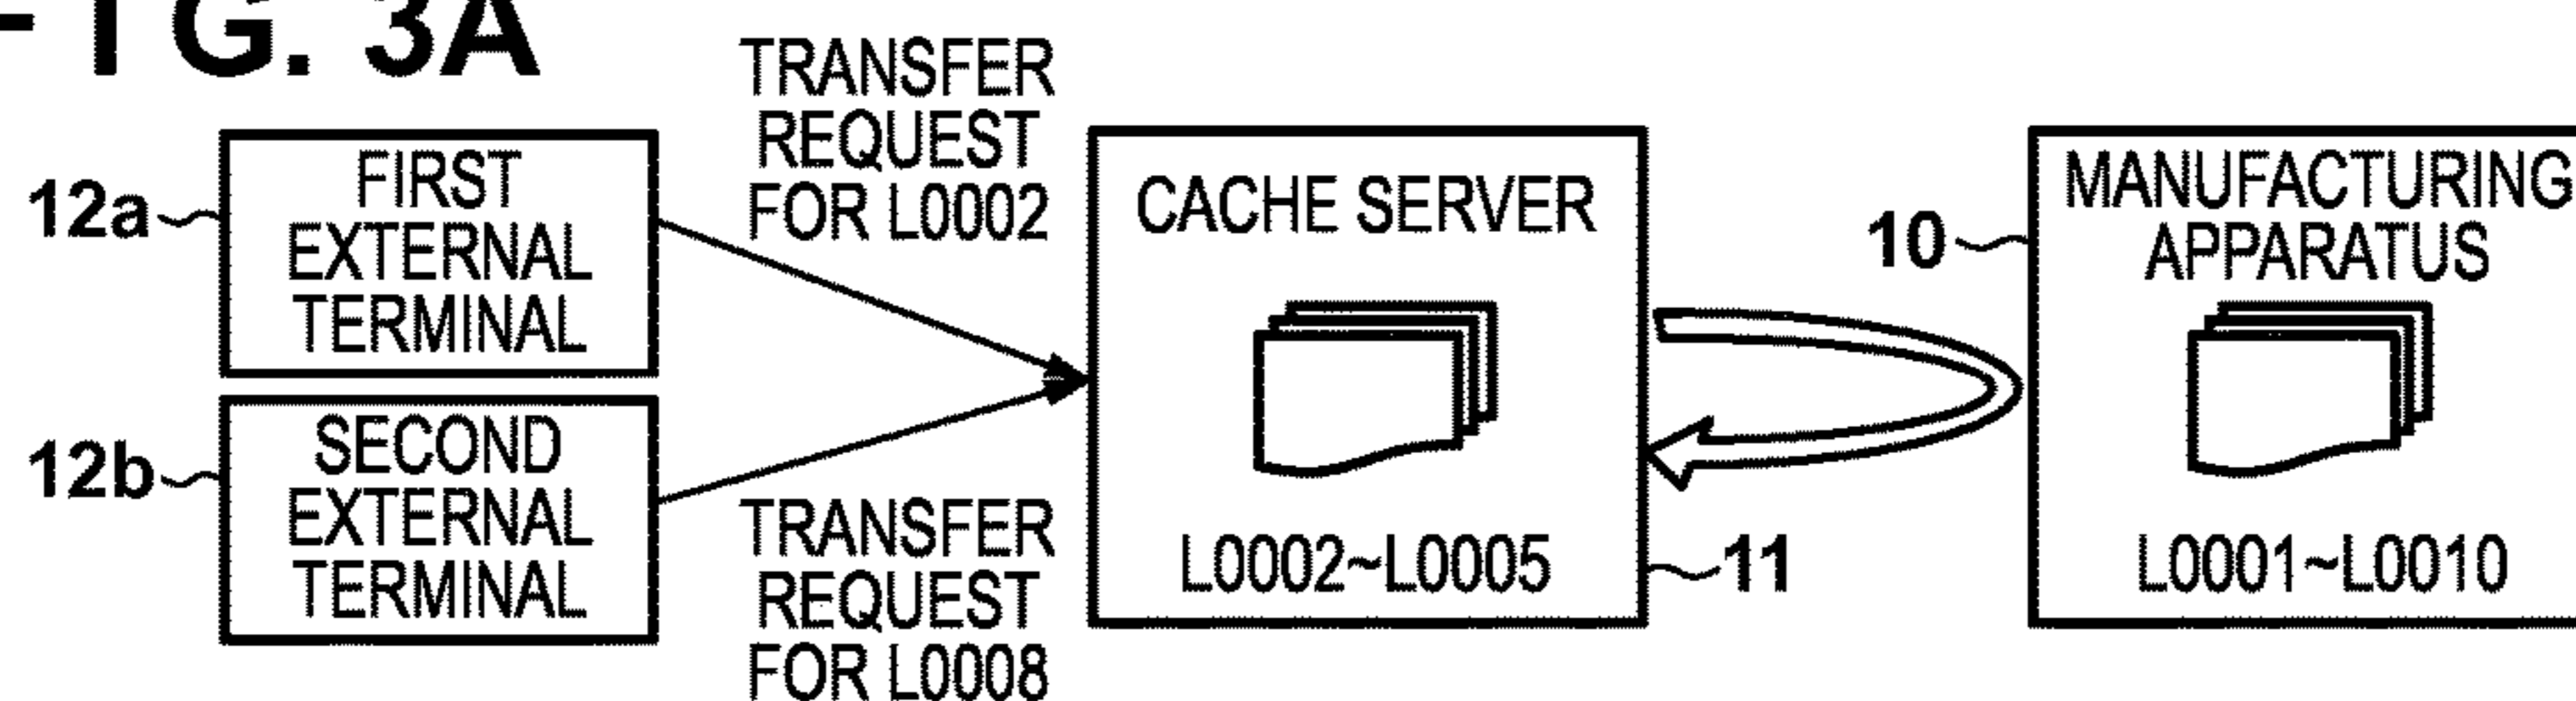 FIG. 3A
TRANSFER
REQUEST
FOR L0002
12a
FIRST
EXTERNAL
TERMINAL
12b
SECOND
EXTERNAL
TERMINAL
TRANSFER
REQUEST
FOR L0008
CACHE SERVER
L0002~L0005
11
10
MANUFACTURING
APPARATUS
L0001~L0010